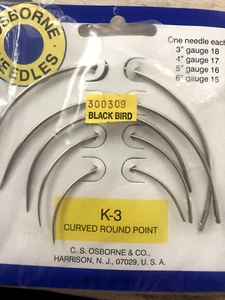 OSBORNE
NEEDLES
One needle each
3" gauge 18
4" gauge 17
5" gauge 16
6" gauge 15
300309
BLACK BIRD
K-3
CURVED ROUND POINT
C. S. OSBORNE & CO.,
HARRISON, N. J., 07029, U. S. A.